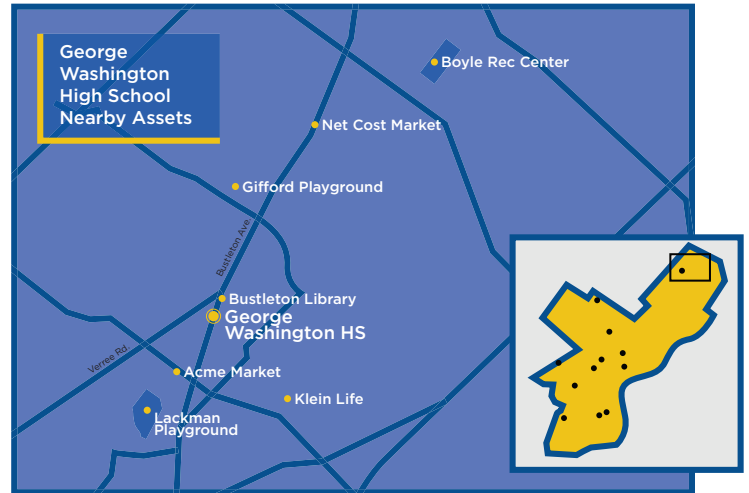 George
Washington
High School
Nearby Assets
Boyle Rec Center
Net Cost Market
Gifford Playground
Bustleton Ave.
Bustleton Library
George
Washington HS
Verree Rd.
Acme Market
Klein Life
Lackman
Playground